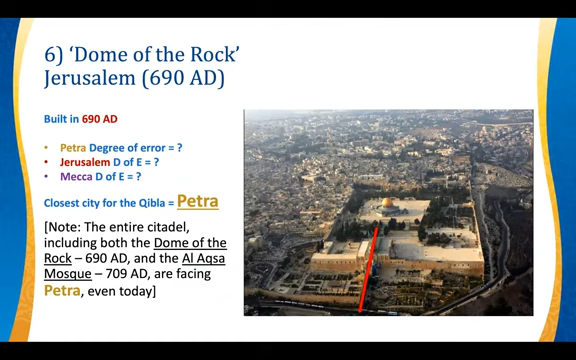 6) ‘Dome of the Rock’
Jerusalem (690 AD)
Built in 690 AD
• Petra Degree of error = ?
• Jerusalem D of E = ?
• Mecca D of E = ?
Closest city for the Qibla = Petra
[Note: The entire citadel,
including both the Dome of the
Rock – 690 AD, and the Al Aqsa
Mosque – 709 AD, are facing
Petra, even today]